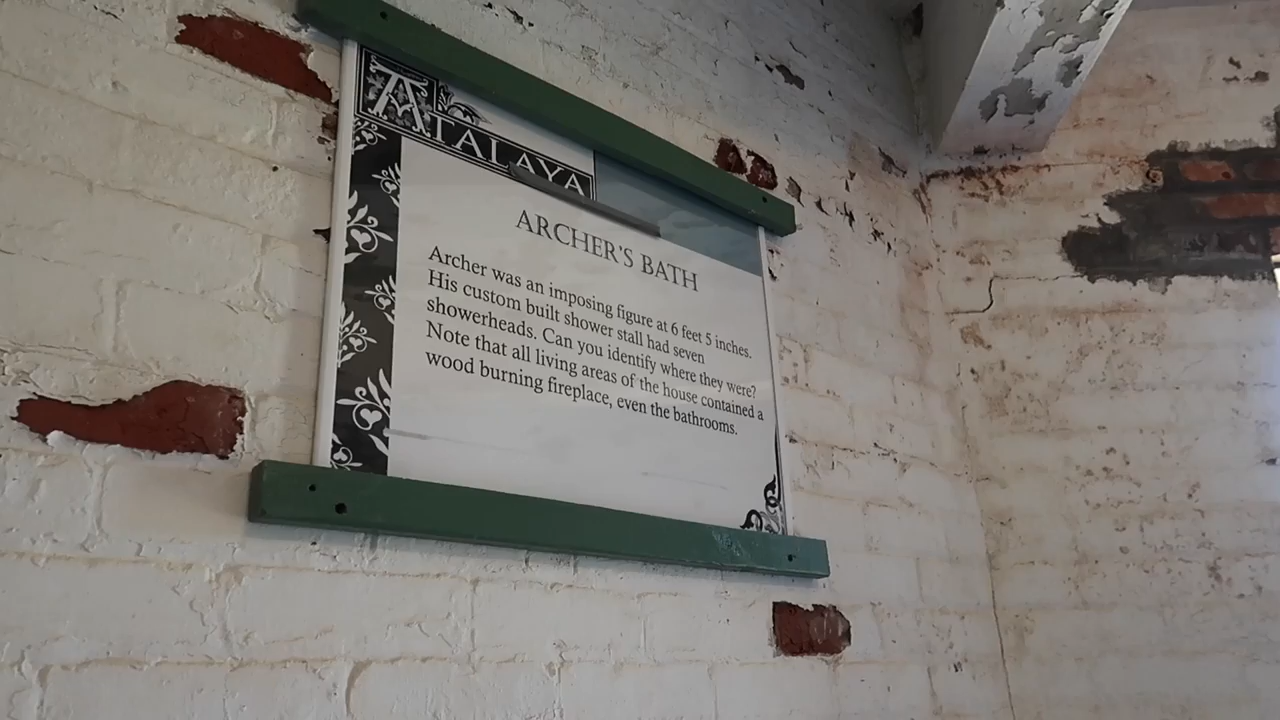 ATALAYA
ARCHER'S BATH
Archer was an imposing figure at 6 feet 5 inches.
His custom built shower stall had seven
showerheads. Can you identify where they were?
Note that all living areas of the house contained a
wood burning fireplace, even the bathrooms.